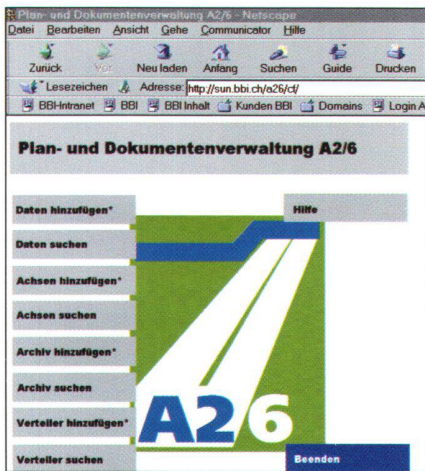 Plan- und Dokumentenverwaltung A2/6 - Netscape
Datei Bearbeiten Ansicht Gehe Communicator Hilfe
Zurück Vor Neu laden Anfang Suchen Guide Drucken
Lesezeichen Adresse: http://sun.bbi.ch/a26/cf/
BBI-Intranet BBI BBI Inhalt Kunden BBI Domains Login A
Plan- und Dokumentenverwaltung A2/6
Daten hinzufügen*
Hilfe
Daten suchen
Achsen hinzufügen*
Achsen suchen
Archiv hinzufügen*
Archiv suchen
Verteiler hinzufügen*
A26
Verteiler suchen
Beenden